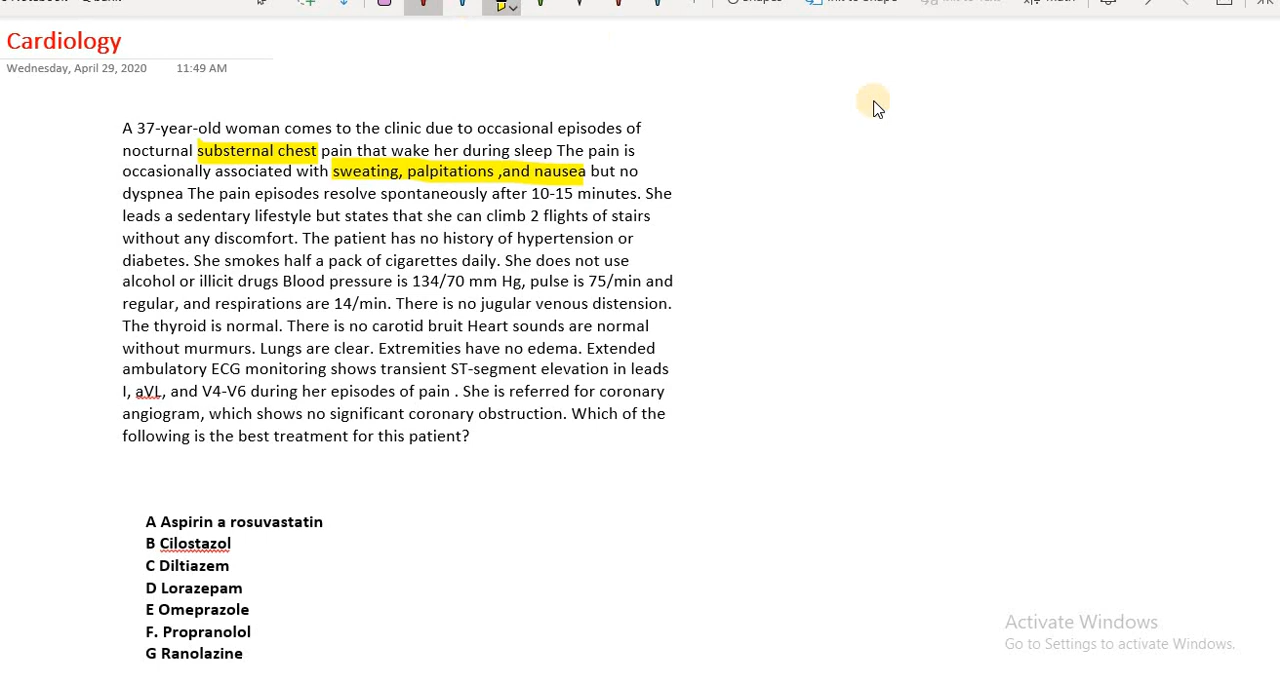 Cardiology
Wednesday, April 29, 2020 11:49 AM
A 37-year-old woman comes to the clinic due to occasional episodes of
nocturnal substernal chest pain that wake her during sleep The pain is
occasionally associated with sweating, palpitations ,and nausea but no
dyspnea The pain episodes resolve spontaneously after 10-15 minutes. She
leads a sedentary lifestyle but states that she can climb 2 flights of stairs
without any discomfort. The patient has no history of hypertension or
diabetes. She smokes half a pack of cigarettes daily. She does not use
alcohol or illicit drugs Blood pressure is 134/70 mm Hg, pulse is 75/min and
regular, and respirations are 14/min. There is no jugular venous distension.
The thyroid is normal. There is no carotid bruit Heart sounds are normal
without murmurs. Lungs are clear. Extremities have no edema. Extended
ambulatory ECG monitoring shows transient ST-segment elevation in leads
I, aVL, and V4-V6 during her episodes of pain . She is referred for coronary
angiogram, which shows no significant coronary obstruction. Which of the
following is the best treatment for this patient?
A Aspirin a rosuvastatin
B Cilostazol
C Diltiazem
D Lorazepam
E Omeprazole
F. Propranolol
G Ranolazine
Activate Windows
Go to Settings to activate Windows.